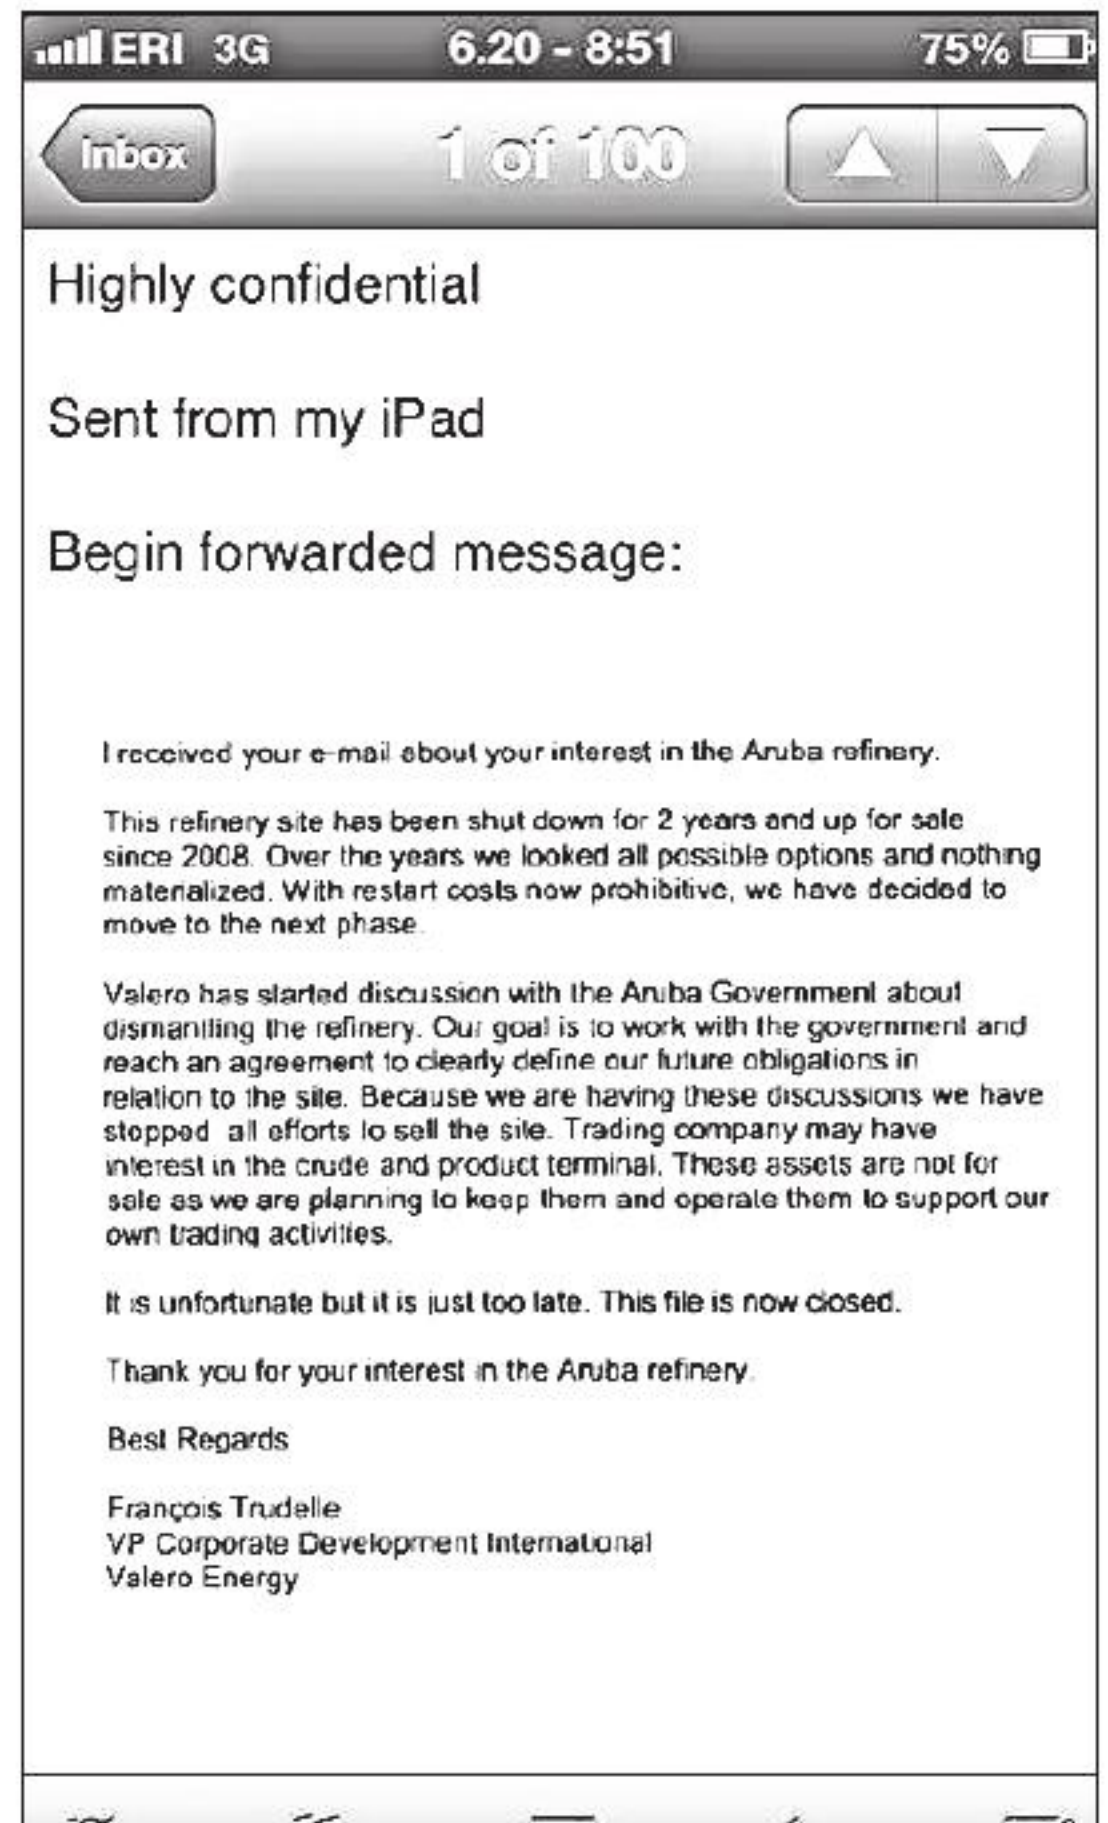 ERI 3G 6.20 - 8:51 75%
Inbox 1 of 100
Highly confidential
Sent from my iPad
Begin forwarded message:
I received your e-mail about your interest in the Aruba refinery.
This refinery site has been shut down for 2 years and up for sale
since 2008. Over the years we looked all possible options and nothing
materialized. With restart costs now prohibitive, we have decided to
move to the next phase.
Valero has started discussion with the Aruba Government about
dismantling the refinery. Our goal is to work with the government and
reach an agreement to clearly define our future obligations in
relation to the site. Because we are having these discussions we have
stopped all efforts to sell the site. Trading company may have
interest in the crude and product terminal. These assets are not for
sale as we are planning to keep them and operate them to support our
own trading activities.
It is unfortunate but it is just too late. This file is now closed.
Thank you for your interest in the Aruba refinery.
Best Regards
François Trudelle
VP Corporate Development International
Valero Energy